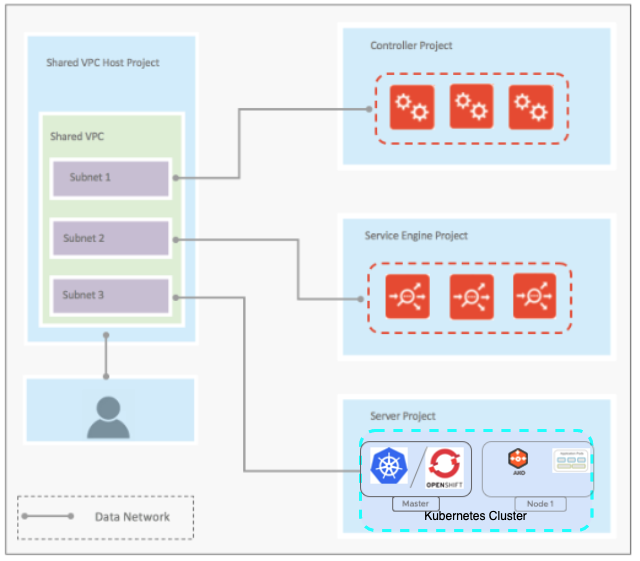 Shared VPC Host Project
Shared VPC
Subnet 1
Subnet 2
Subnet 3
Controller Project
Service Engine Project
Server Project
OPENSHIFT
AKO
Master
Node 1
Kubernetes Cluster
Data Network